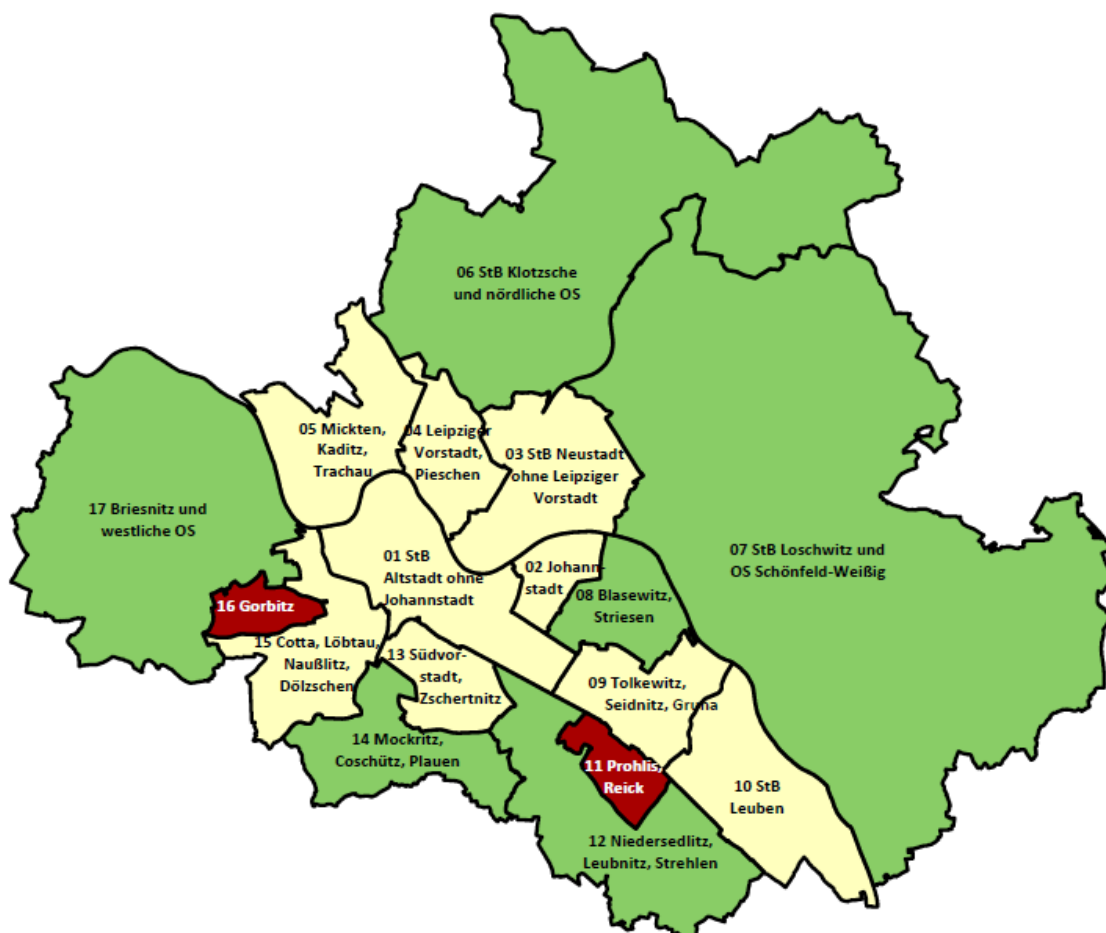 06 StB Klotzsche
und nördliche OS
05 Mickten,
Kaditz,
Trachau
04 Leipziger
Vorstadt,
Pieschen
03 StB Neustadt
ohne Leipziger
Vorstadt
17 Briesnitz und
westliche OS
01 StB
Altstadt ohne
Johannstadt
02 Johann-
stadt
07 StB Loschwitz und
OS Schönfeld-Weißig
08 Blasewitz,
Striesen
16 Gorbitz
15 Cotta, Löbtau,
Naußlitz,
Dölzschen
13 Südvor-
stadt,
Zschertnitz
09 Tolkewitz,
Seidnitz, Gruna
14 Mockritz,
Coschütz, Plauen
11 Prohlis,
Reick
10 StB
Leuben
12 Niedersedlitz,
Leubnitz, Strehlen